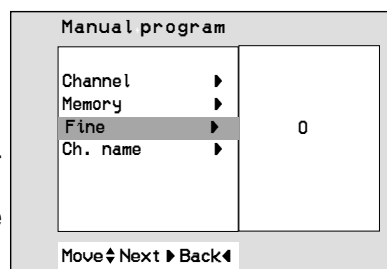 Manual program
Channel ▶
Memory ▶
Fine ▶ 0
Ch. name ▶
Move ⬍ Next ▶ Back ◀